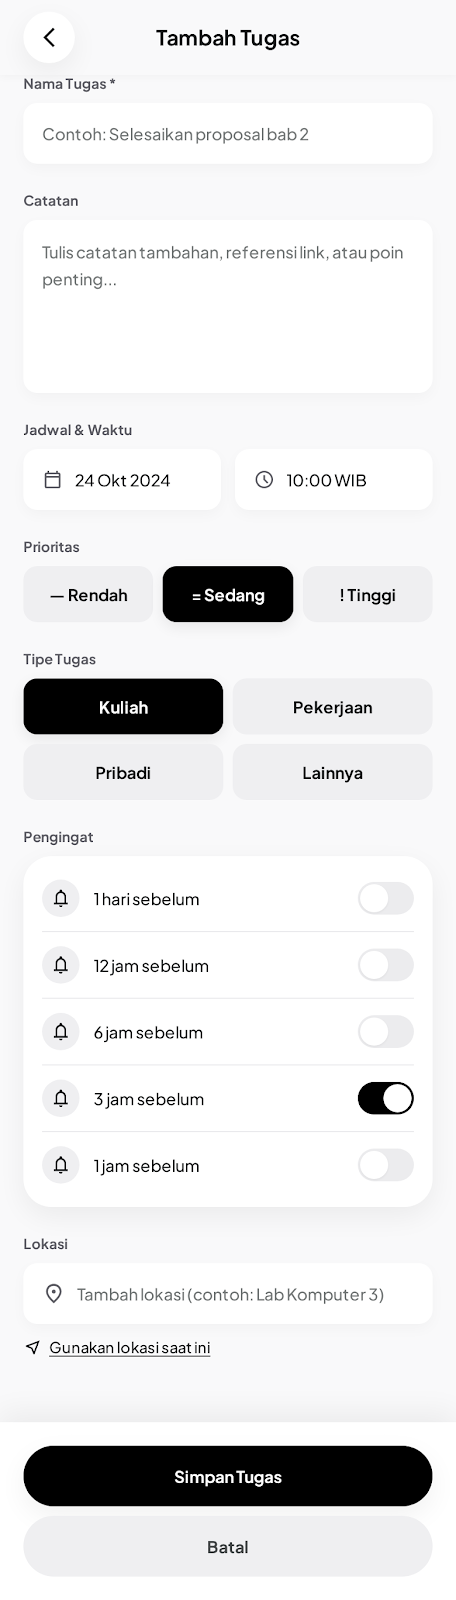 Tambah Tugas
Nama Tugas *
Contoh: Selesaikan proposal bab 2
Catatan
Tulis catatan tambahan, referensi link, atau poin
penting...
Jadwal & Waktu
24 Okt 2024
10:00 WIB
Prioritas
— Rendah
= Sedang
! Tinggi
Tipe Tugas
Kuliah
Pekerjaan
Pribadi
Lainnya
Pengingat
1 hari sebelum
12 jam sebelum
6 jam sebelum
3 jam sebelum
1 jam sebelum
Lokasi
Tambah lokasi (contoh: Lab Komputer 3)
Gunakan lokasi saat ini
Simpan Tugas
Batal